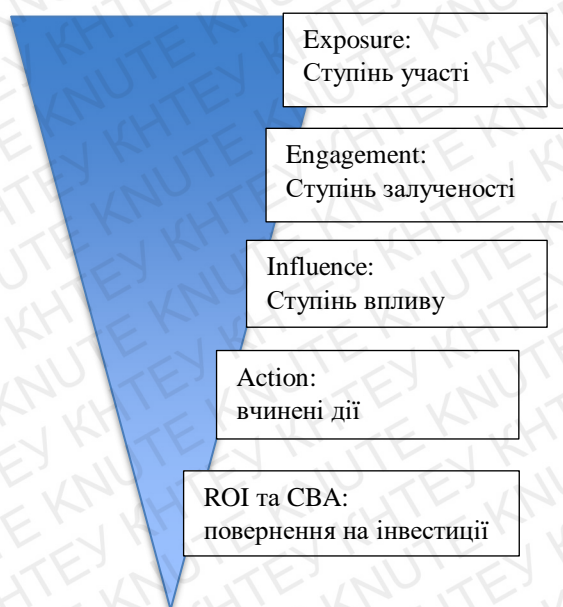 Exposure:
Ступінь участі
Engagement:
Ступінь залученості
Influence:
Ступінь впливу
Action:
вчинені дії
ROI та CBA:
повернення на інвестиції